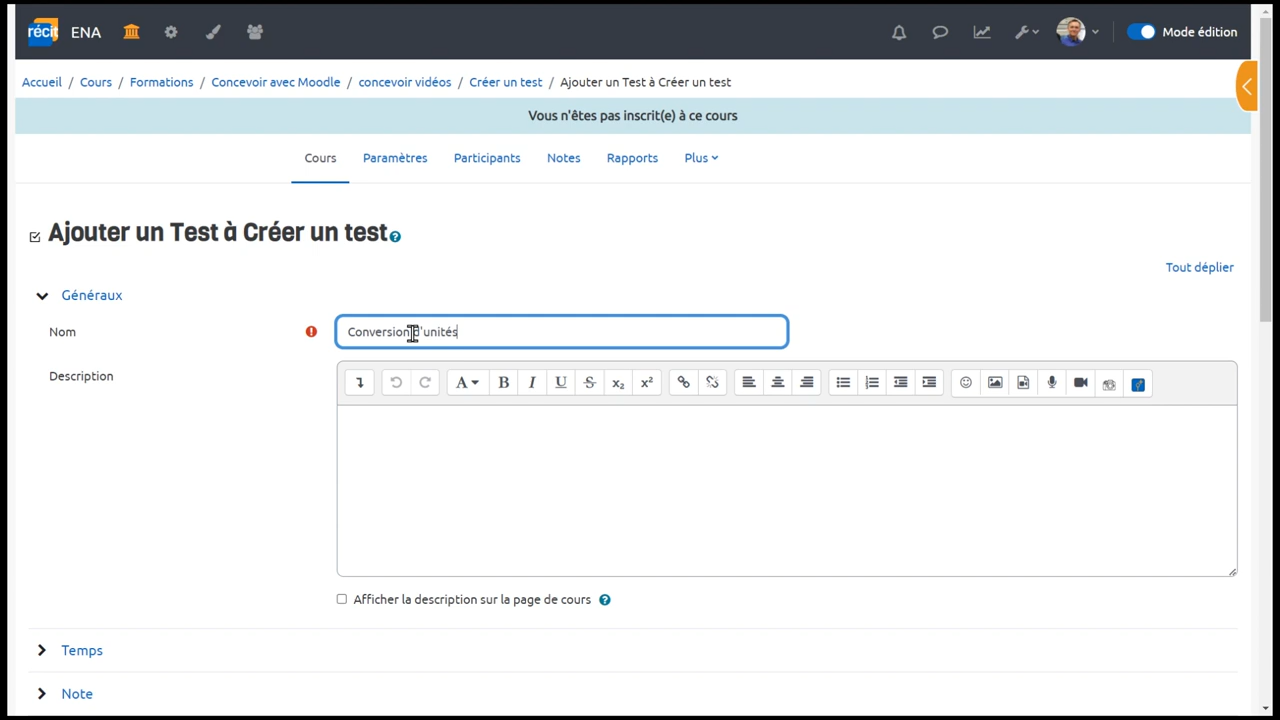 récit ENA Mode édition
Accueil / Cours / Formations / Concevoir avec Moodle / concevoir vidéos / Créer un test / Ajouter un Test à Créer un test
Vous n'êtes pas inscrit(e) à ce cours
Cours Paramètres Participants Notes Rapports Plus
Ajouter un Test à Créer un test
Tout déplier
Généraux
Nom Conversion d'unités
Description
A B I U S x₂ x²
Afficher la description sur la page de cours
Temps
Note